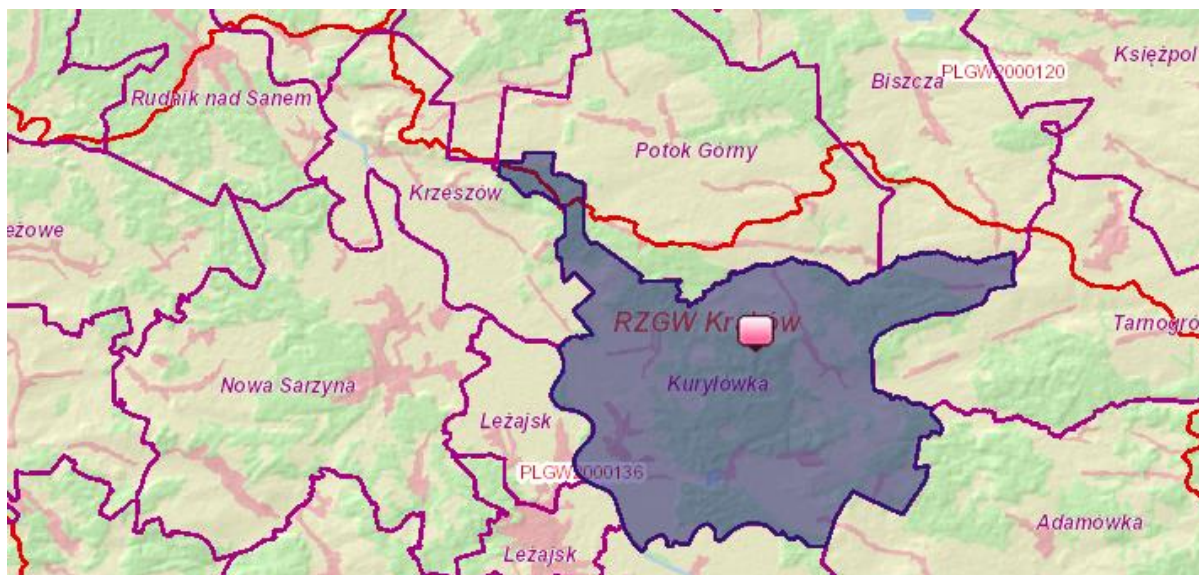 Księżpol
PLGW2000120
Biszcza
Rudnik nad Sanem
Potok Górny
Krzeszów
eżowe
RZGW Kraków
Tarnogró
Nowa Sarzyna
Kuryłówka
Leżajsk
PLGW2000136
Adamówka
Leżajsk